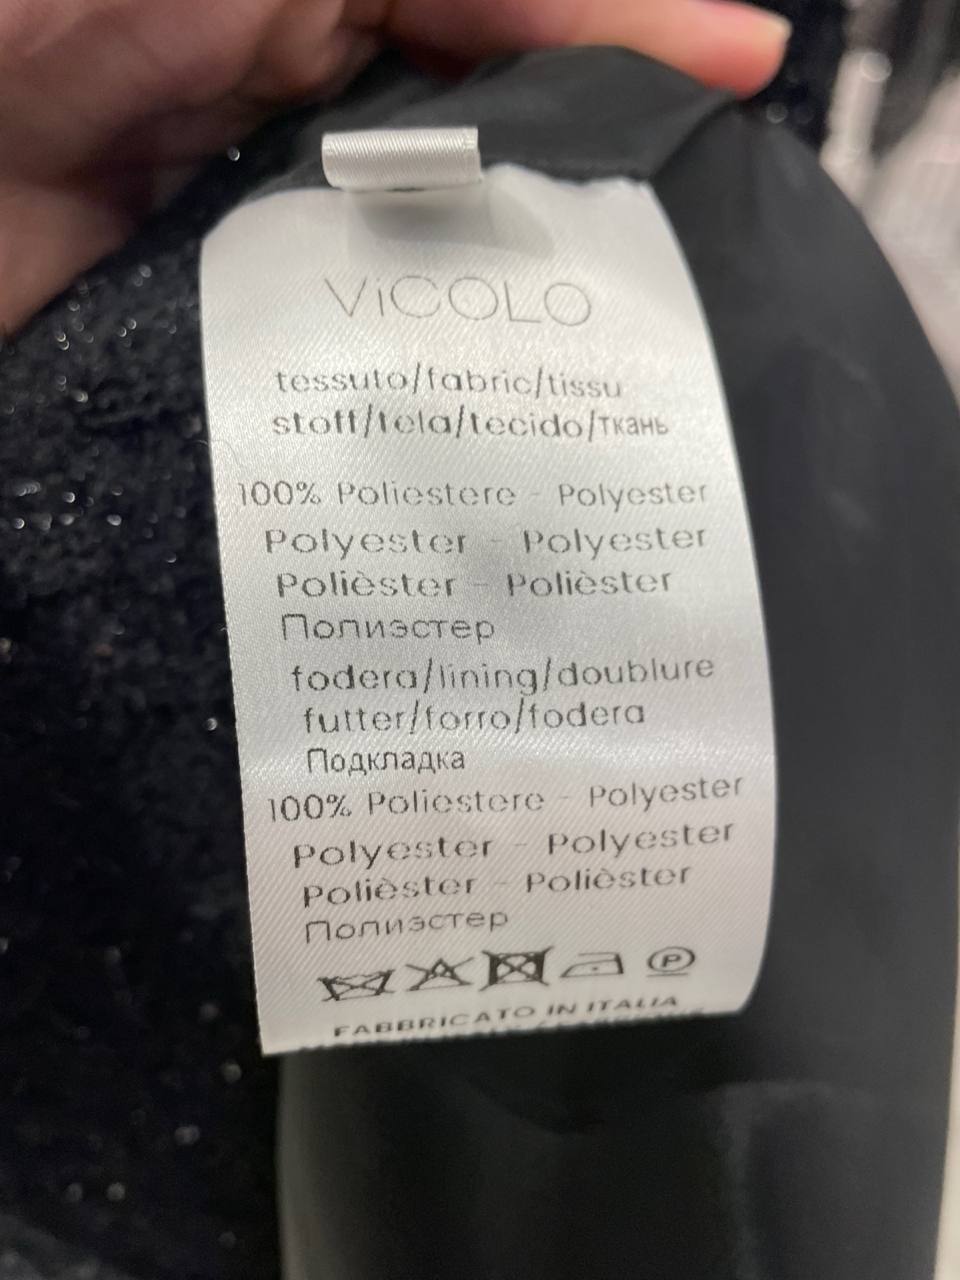 ViCOLO
tessuto/fabric/tissu
stoff/tela/tecido/ткань
100% Poliestere - Polyester
Polyester - Polyester
Polièster - Polièster
Полиэстер
fodera/lining/doublure
futter/forro/fodera
Подкладка
100% Poliestere - Polyester
Polyester - Polyester
Polièster - Polièster
Полиэстер
P
FABBRICATO IN ITALIA